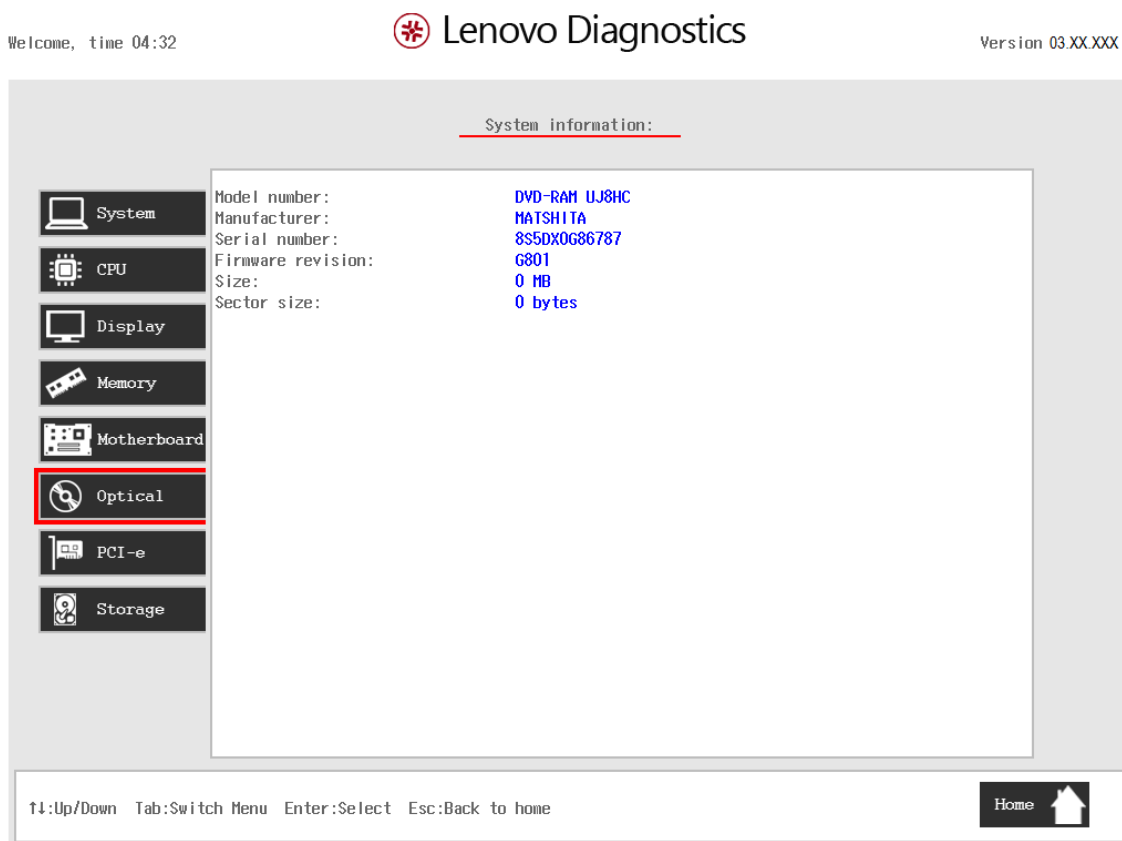 Welcome, time 04:32
Lenovo Diagnostics
Version 03.XX.XXX
System information:
System
CPU
Display
Memory
Motherboard
Optical
PCI-e
Storage
Model number: DVD-RAM UJ8HC
Manufacturer: MATSHITA
Serial number: 8S5DX0G86787
Firmware revision: G801
Size: 0 MB
Sector size: 0 bytes
↑↓:Up/Down Tab:Switch Menu Enter:Select Esc:Back to home
Home